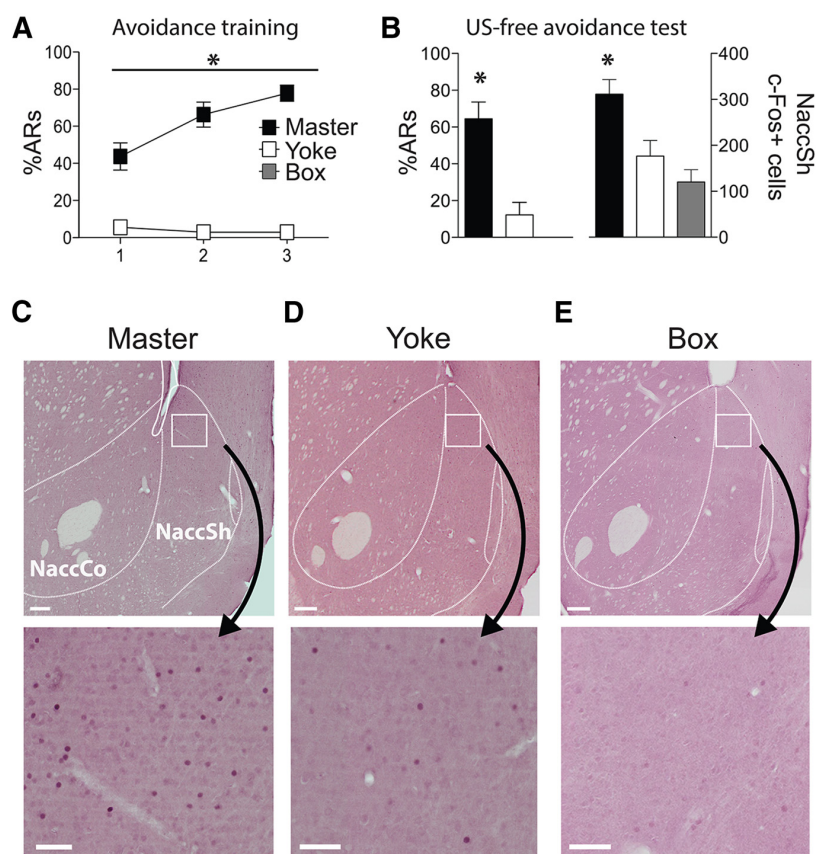 A
Avoidance training
100
80
60
40
20
0
%ARs
*
Master
Yoke
Box
1 2 3
B
US-free avoidance test
100
80
60
40
20
0
%ARs
*
*
400
300
200
100
0
NaccSh
c-Fos+ cells
C
Master
NaccSh
NaccCo
D
Yoke
E
Box